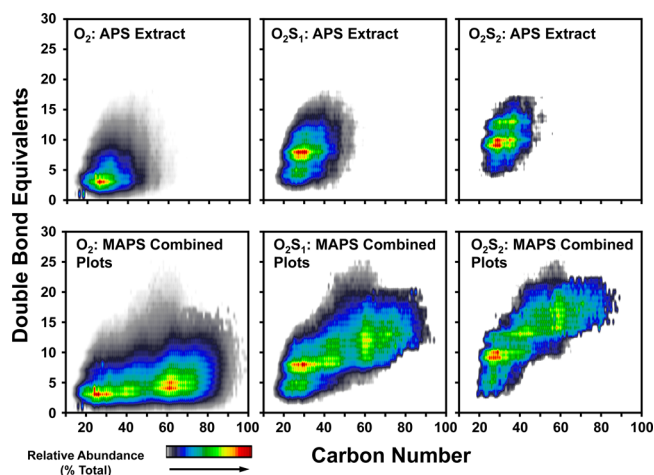 O₂: APS Extract
O₂S₁: APS Extract
O₂S₂: APS Extract
30
25
20
15
10
5
0
O₂: MAPS Combined
Plots
O₂S₁: MAPS Combined
Plots
O₂S₂: MAPS Combined
Plots
30
25
20
15
10
5
0
20 40 60 80 100
20 40 60 80 100
20 40 60 80 100
Double Bond Equivalents
Carbon Number
Relative Abundance
(% Total)